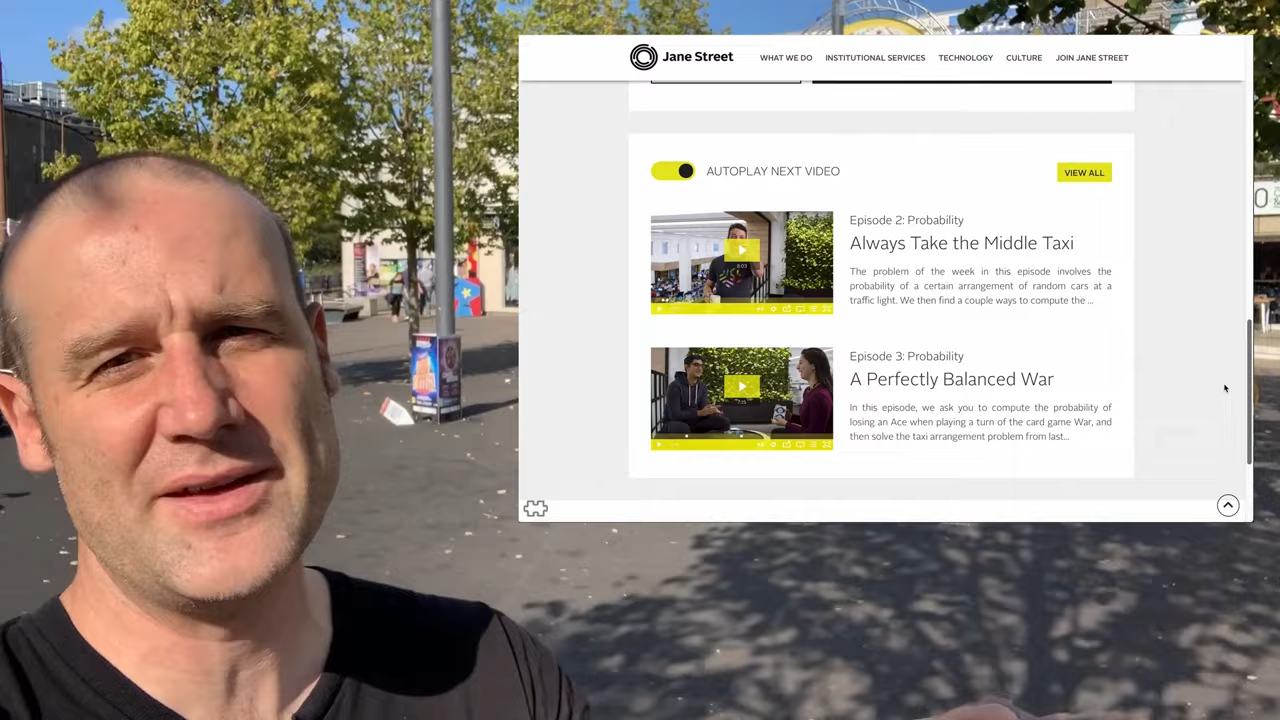 Jane Street
WHAT WE DO
INSTITUTIONAL SERVICES
TECHNOLOGY
CULTURE
JOIN JANE STREET
AUTOPLAY NEXT VIDEO
VIEW ALL
Episode 2: Probability
Always Take the Middle Taxi
The problem of the week in this episode involves the
probability of a certain arrangement of random cars at a
traffic light. We then find a couple ways to compute the ...
8:03
Episode 3: Probability
A Perfectly Balanced War
In this episode, we ask you to compute the probability of
losing an Ace when playing a turn of the card game War, and
then solve the taxi arrangement problem from last...